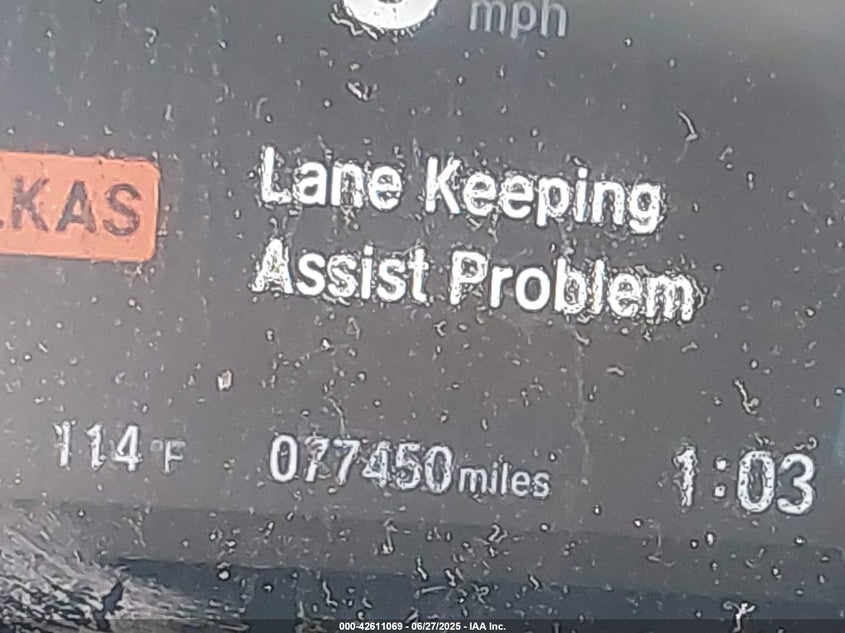 mph
LKAS
Lane Keeping
Assist Problem
114°F 077450 miles 1:03
000-42611069 - 06/27/2025 - IAA Inc.